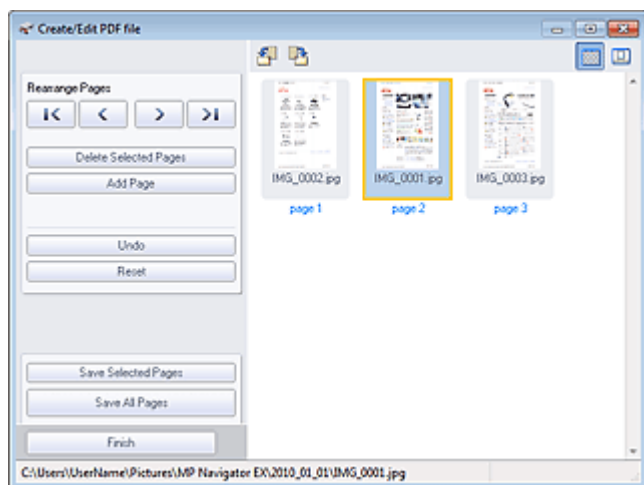 Create/Edit PDF file
Rearrange Pages
Delete Selected Pages
Add Page
Undo
Reset
Save Selected Pages
Save All Pages
Finish
IMG_0002.jpg
IMG_0001.jpg
IMG_0003.jpg
page 1
page 2
page 3
C:\Users\UserName\Pictures\MP Navigator EX\2010_01_01\IMG_0001.jpg